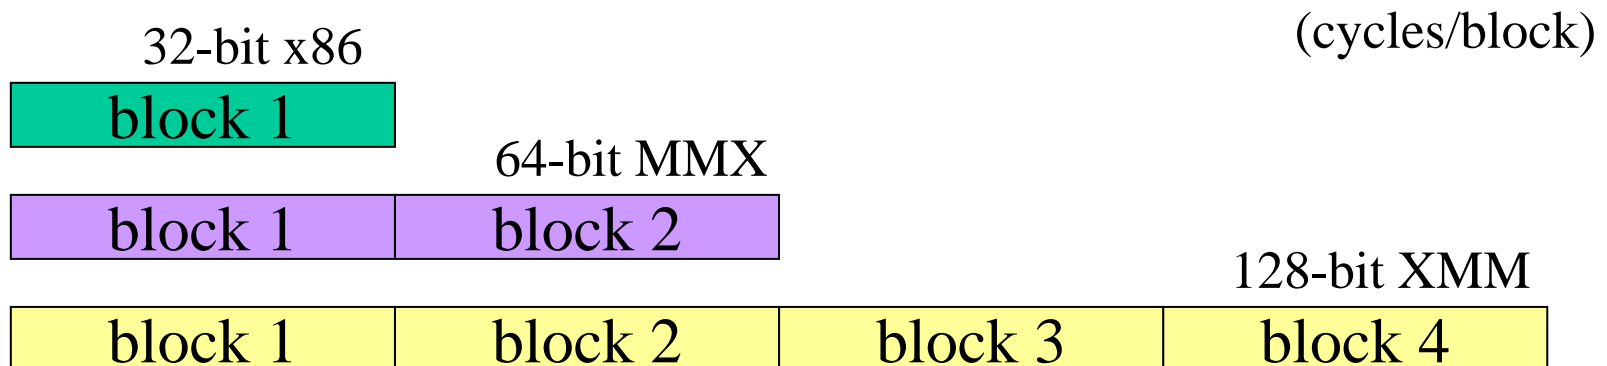 (cycles/block)
32-bit x86
block 1
64-bit MMX
block 1 block 2
128-bit XMM
block 1 block 2 block 3 block 4